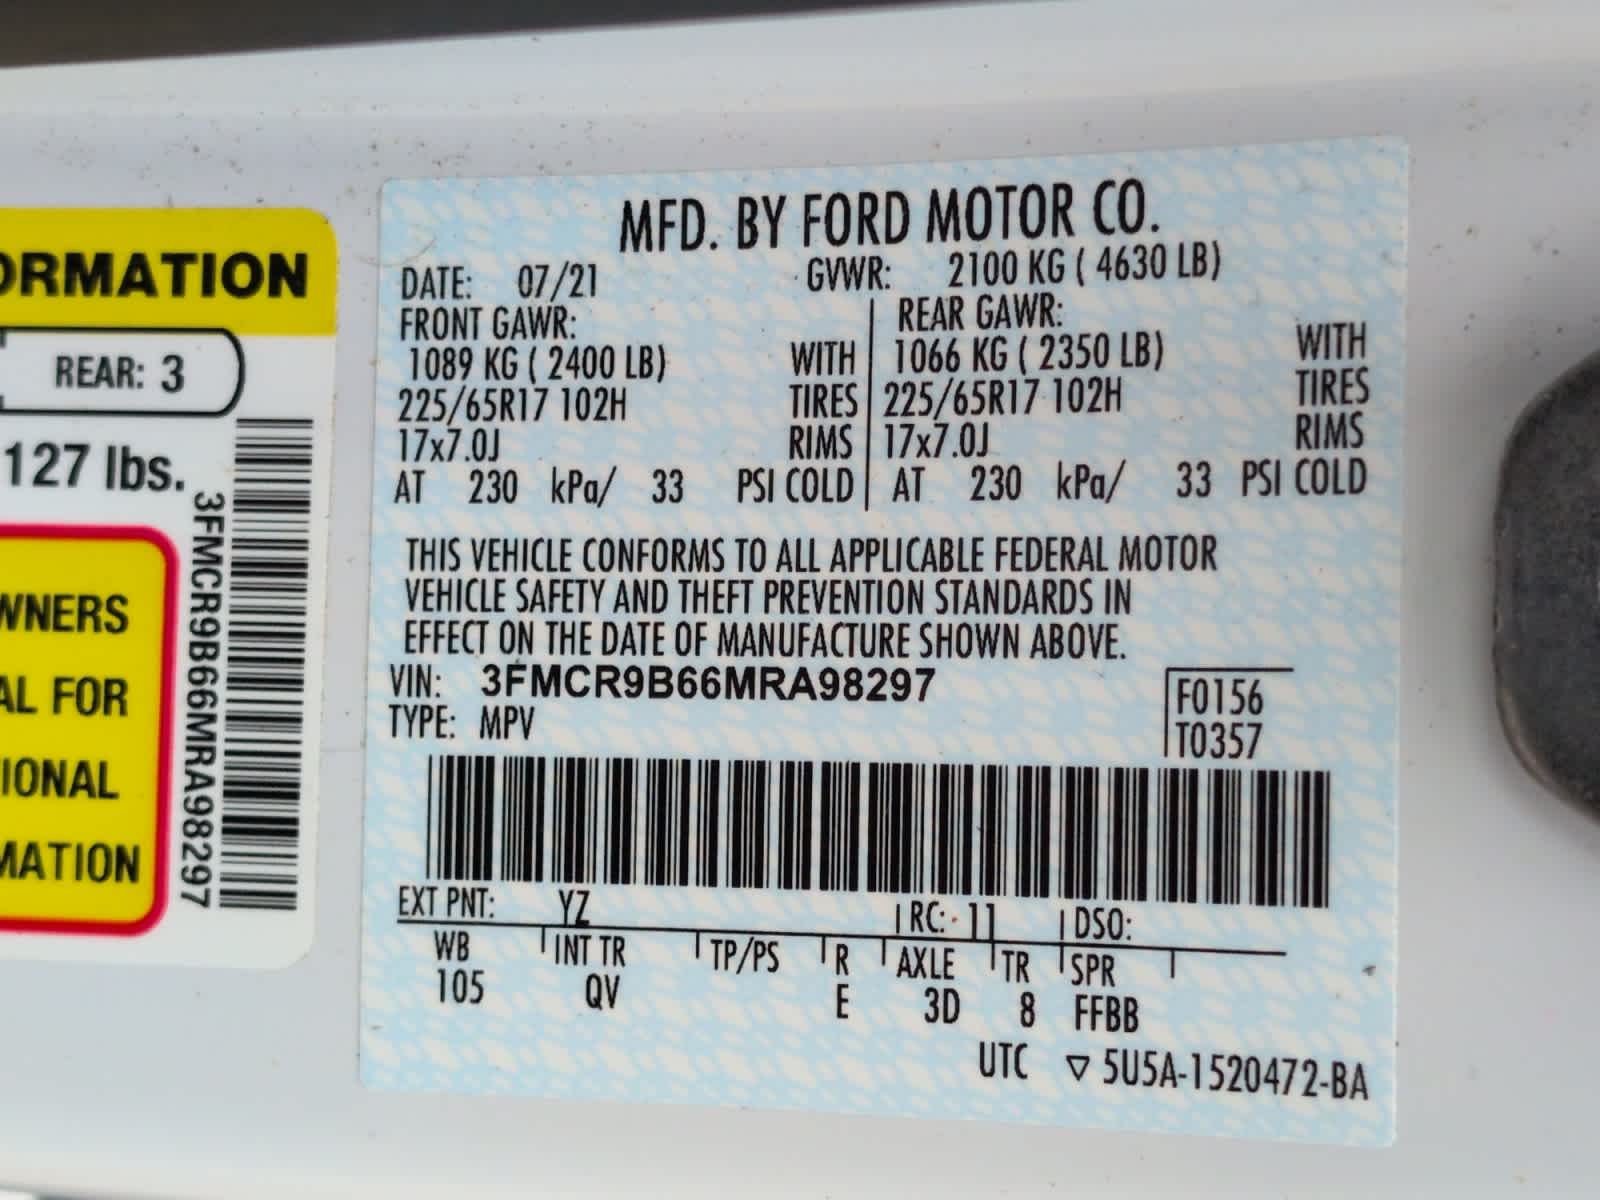 ORMATION
REAR: 3
127 lbs.
WNERS
AL FOR
IONAL
MATION
3FMCR9B66MRA98297
MFD. BY FORD MOTOR CO.
DATE: 07/21 GVWR: 2100 KG ( 4630 LB)
FRONT GAWR: REAR GAWR:
1089 KG ( 2400 LB) WITH 1066 KG ( 2350 LB) WITH
225/65R17 102H TIRES 225/65R17 102H TIRES
17x7.0J RIMS 17x7.0J RIMS
AT 230 kPa/ 33 PSI COLD AT 230 kPa/ 33 PSI COLD
THIS VEHICLE CONFORMS TO ALL APPLICABLE FEDERAL MOTOR
VEHICLE SAFETY AND THEFT PREVENTION STANDARDS IN
EFFECT ON THE DATE OF MANUFACTURE SHOWN ABOVE.
VIN: 3FMCR9B66MRA98297 F0156
TYPE: MPV T0357
EXT PNT: YZ RC: 11 DSO:
WB INT TR TP/PS R AXLE TR SPR
105 QV E 3D 8 FFBB
UTC ▽ 5U5A-1520472-BA